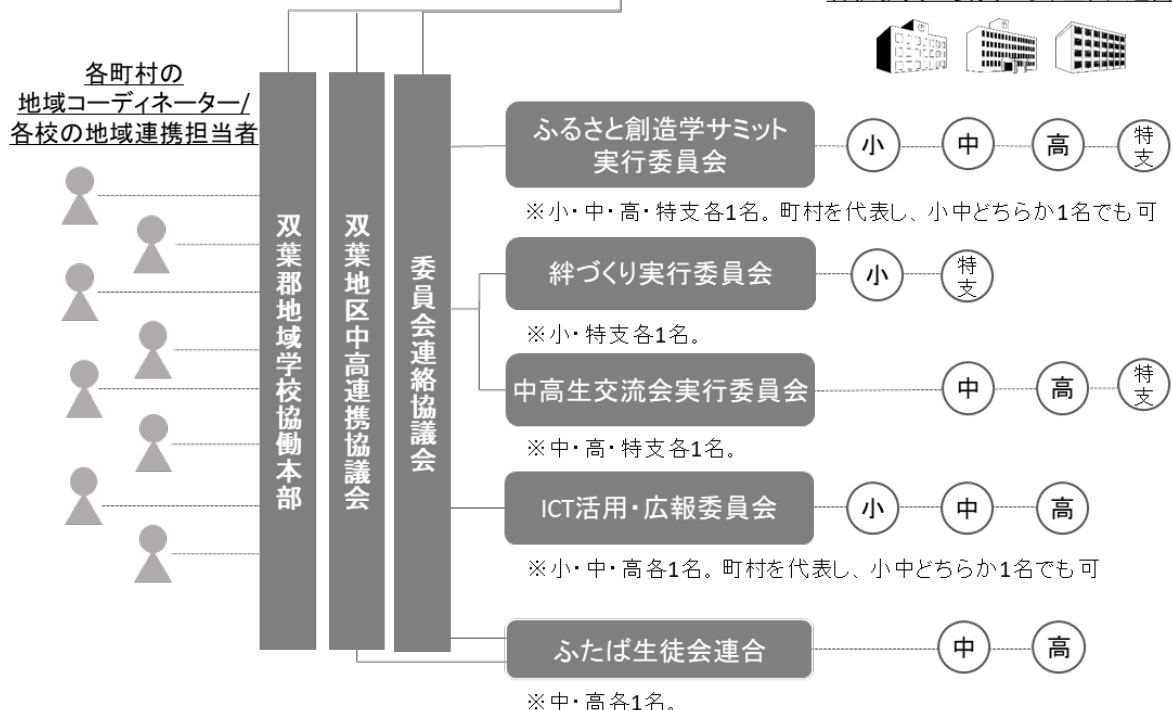 各町村の
地域コーディネーター/
各校の地域連携担当者
双葉郡地域学校協働本部
双葉地区中高連携協議会
委員会連絡協議会
ふるさと創造学サミット
実行委員会
小 中 高 特支
※小・中・高・特支各1名。町村を代表し、小中どちらか1名でも可
絆づくり実行委員会
小 特支
※小・特支各1名。
中高生交流会実行委員会
中 高 特支
※中・高・特支各1名。
ICT活用・広報委員会
小 中 高
※小・中・高各1名。町村を代表し、小中どちらか1名でも可
ふたば生徒会連合
中 高
※中・高各1名。